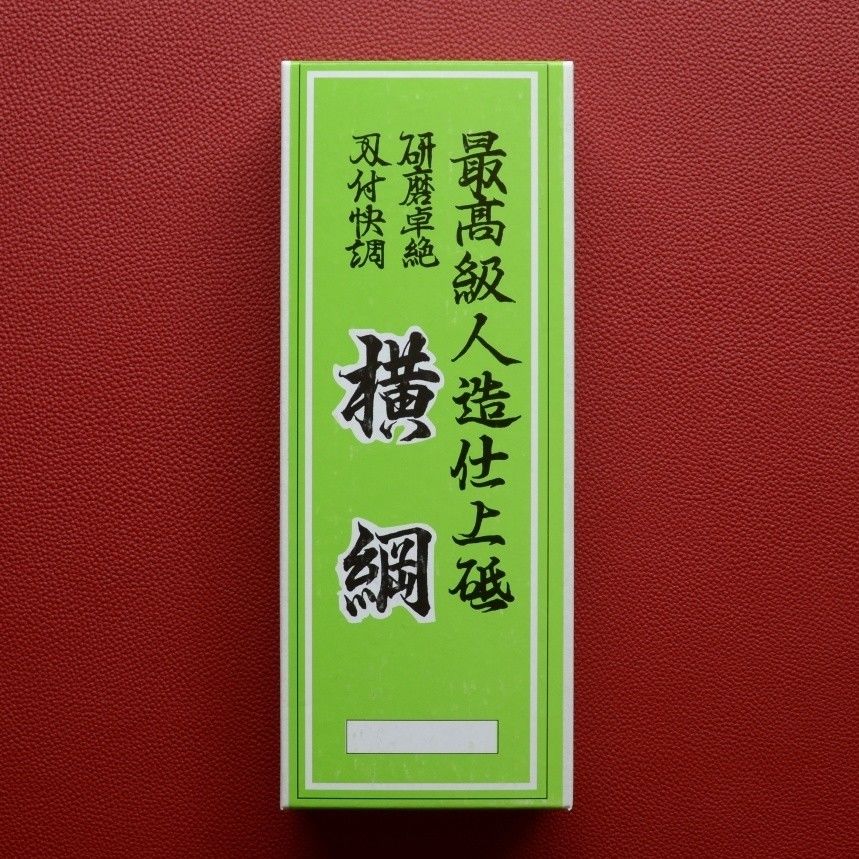 最高級人造仕上砥
研磨卓絶
刃付快調
横綱